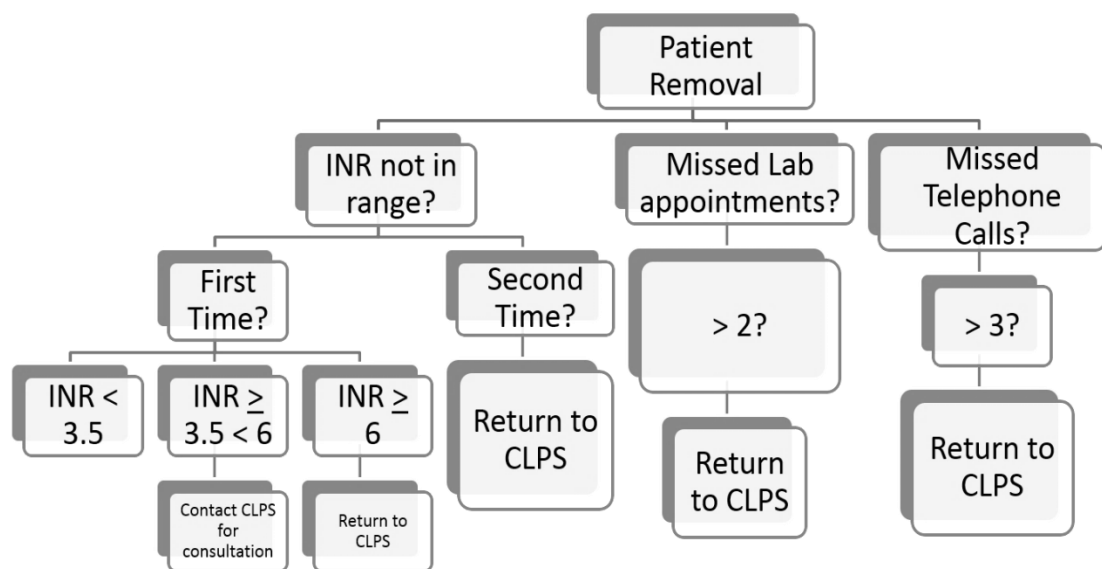 Patient
Removal
INR not in
range?
Missed Lab
appointments?
Missed
Telephone
Calls?
First
Time?
Second
Time?
> 2?
> 3?
INR <
3.5
INR ≥
3.5 < 6
INR ≥
6
Return to
CLPS
Return
to CLPS
Return to
CLPS
Contact CLPS
for
consultation
Return to
CLPS